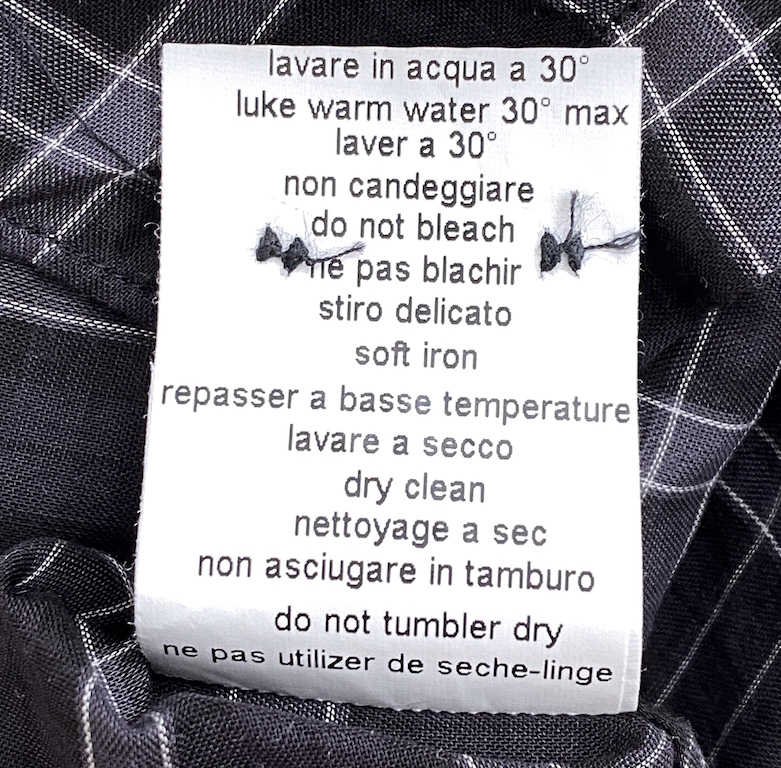 lavare in acqua a 30°
luke warm water 30° max
laver a 30°
non candeggiare
do not bleach
ne pas blachir
stiro delicato
soft iron
repasser a basse temperature
lavare a secco
dry clean
nettoyage a sec
non asciugare in tamburo
do not tumbler dry
ne pas utilizer de seche-linge